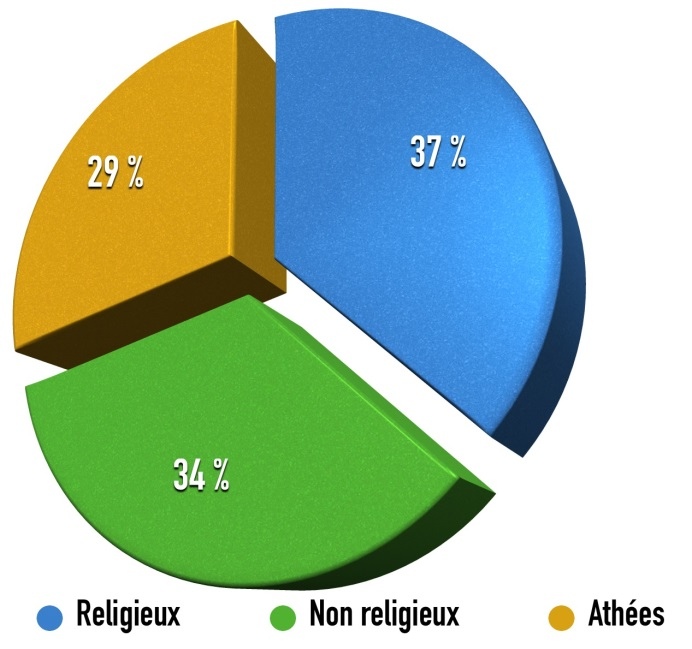 37 %
29 %
34 %
Religieux
Non religieux
Athées